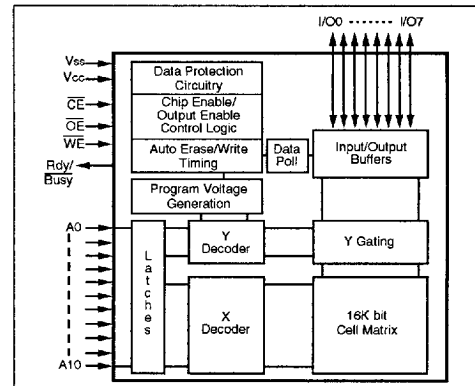 I/O0 -------- I/O7
Vss
Vcc
CE
OE
WE
Rdy/
Busy
Data Protection
Circuitry
Chip Enable/
Output Enable
Control Logic
Auto Erase/Write
Timing
Data
Poll
Input/Output
Buffers
Program Voltage
Generation
A0
A10
Latches
Y
Decoder
Y Gating
X
Decoder
16K bit
Cell Matrix